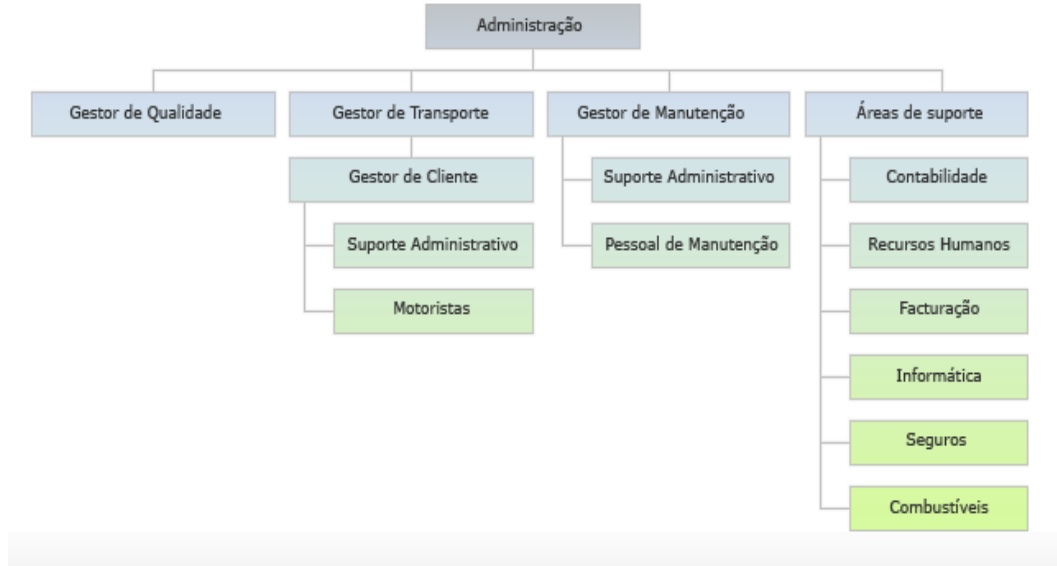 Administração
Gestor de Qualidade
Gestor de Transporte
Gestor de Manutenção
Áreas de suporte
Gestor de Cliente
Suporte Administrativo
Contabilidade
Suporte Administrativo
Pessoal de Manutenção
Recursos Humanos
Motoristas
Facturação
Informática
Seguros
Combustíveis